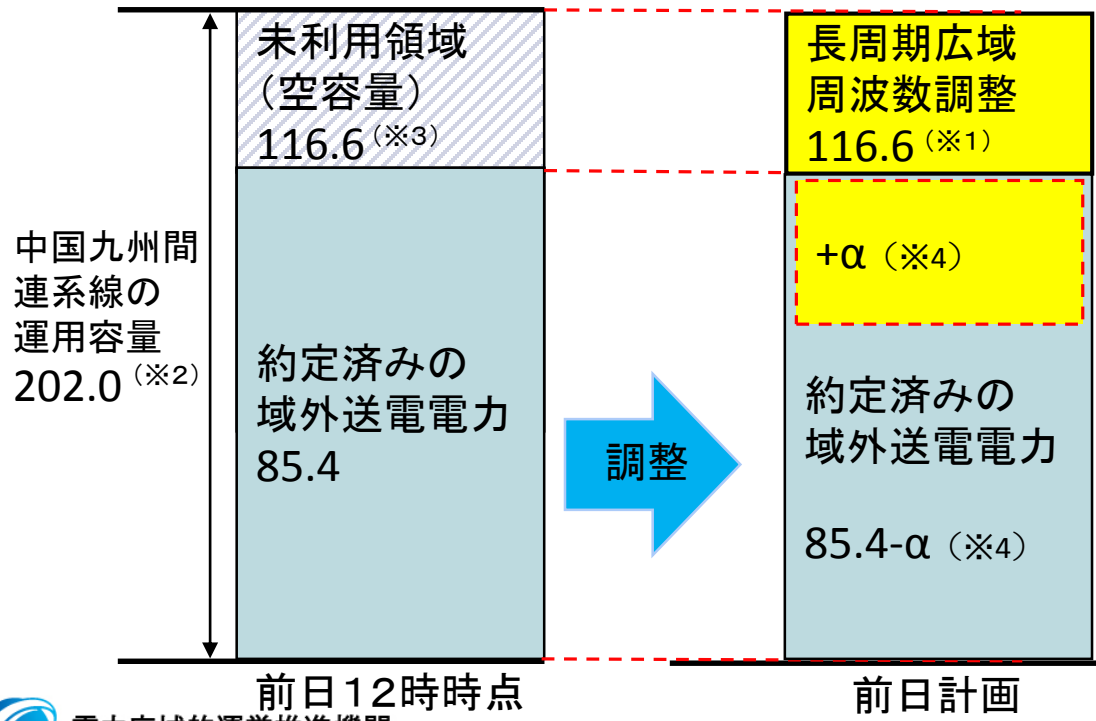 未利用領域
(空容量)
116.6(※3)
長周期広域
周波数調整
116.6(※1)
中国九州間
連系線の
運用容量
202.0(※2)
+α(※4)
約定済みの
域外送電電力
85.4
調整
約定済みの
域外送電電力
85.4-α(※4)
前日12時時点
前日計画